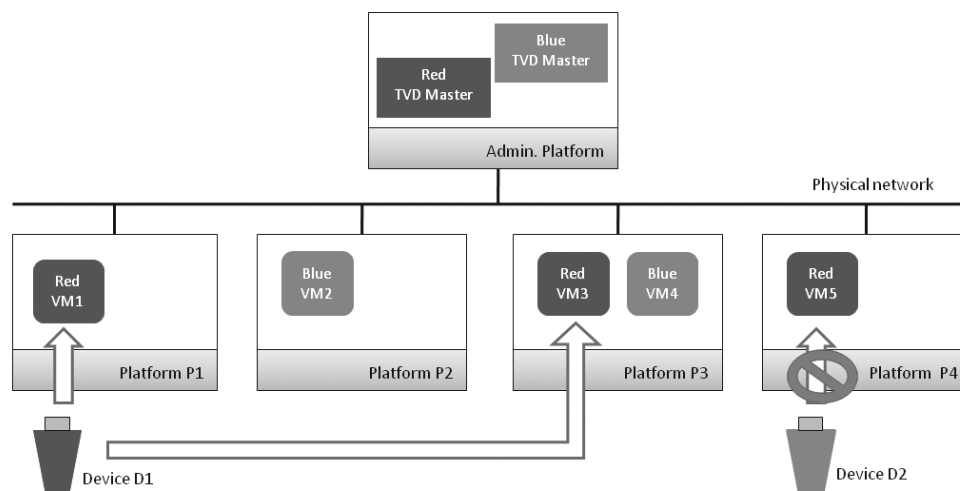 Blue
TVD Master
Red
TVD Master
Admin. Platform
Physical network
Red
VM1
Blue
VM2
Red
VM3
Blue
VM4
Red
VM5
Platform P1
Platform P2
Platform P3
Platform P4
Device D1
Device D2